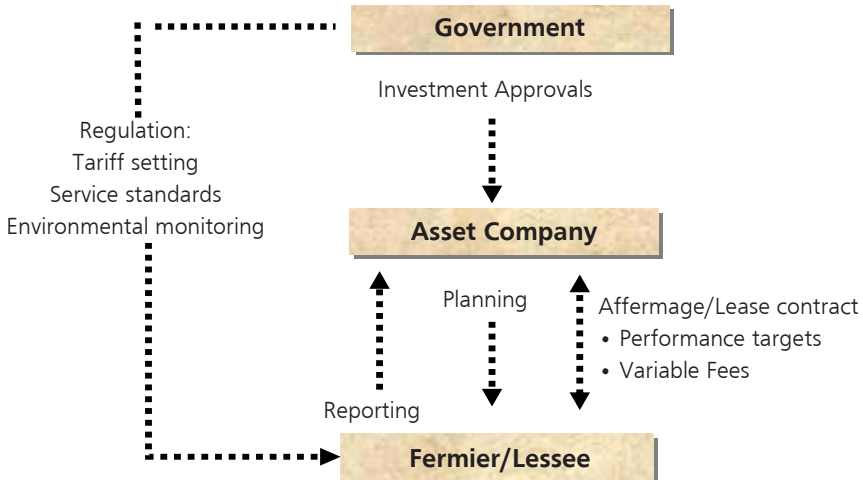 Government
Investment Approvals
Regulation:
Tariff setting
Service standards
Environmental monitoring
Asset Company
Planning
Affermage/Lease contract
• Performance targets
• Variable Fees
Reporting
Fermier/Lessee